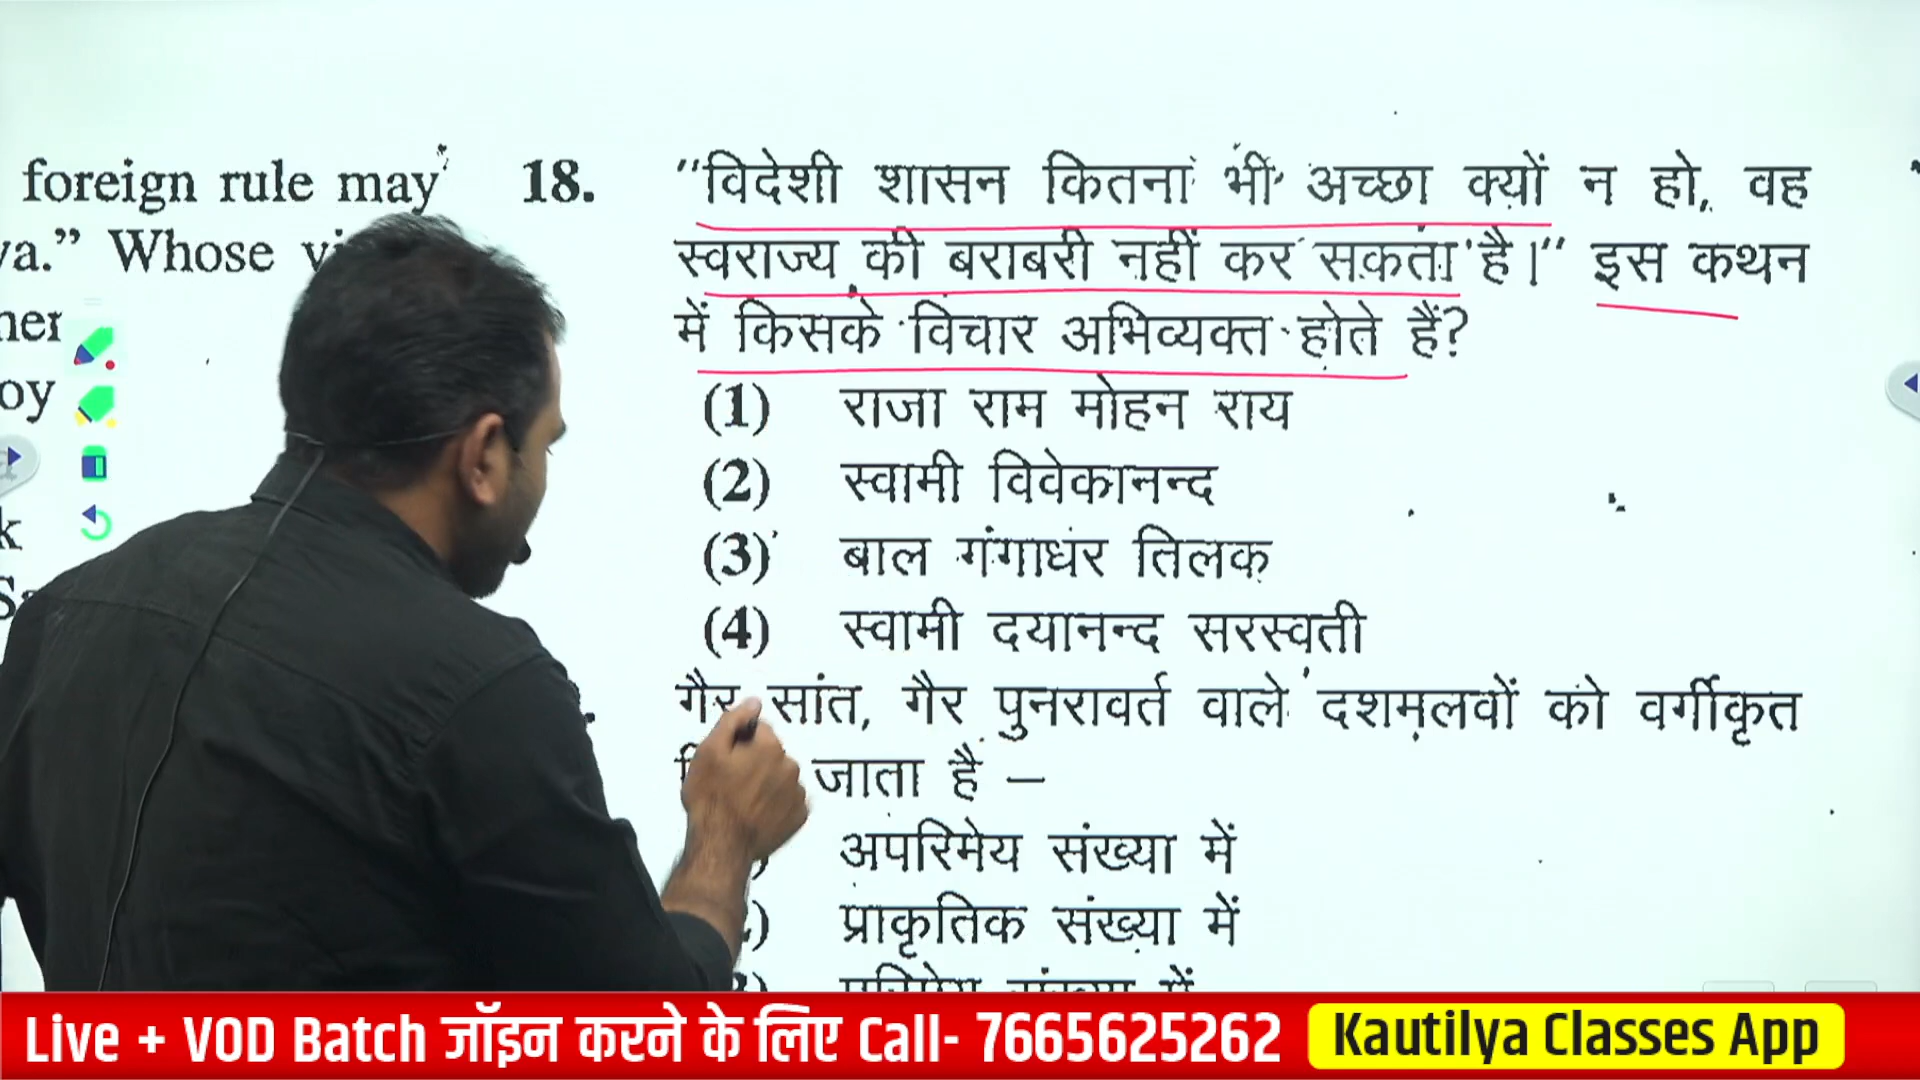 foreign rule may
18. "विदेशी शासन कितना भी अच्छा क्यों न हो, वह
स्वराज्य की बराबरी नहीं कर सकता है।" इस कथन
में किसके विचार अभिव्यक्त होते हैं?
(1) राजा राम मोहन राय
(2) स्वामी विवेकानन्द
(3) बाल गंगाधर तिलक
(4) स्वामी दयानन्द सरस्वती
." Whose
oy
k
गैर सांत, गैर पुनरावर्त वाले दशमलवों को वर्गीकृत
जाता है –
अपरिमेय संख्या में
प्राकृतिक संख्या में
Live + VOD Batch जॉइन करने के लिए Call- 7665625262
Kautilya Classes App